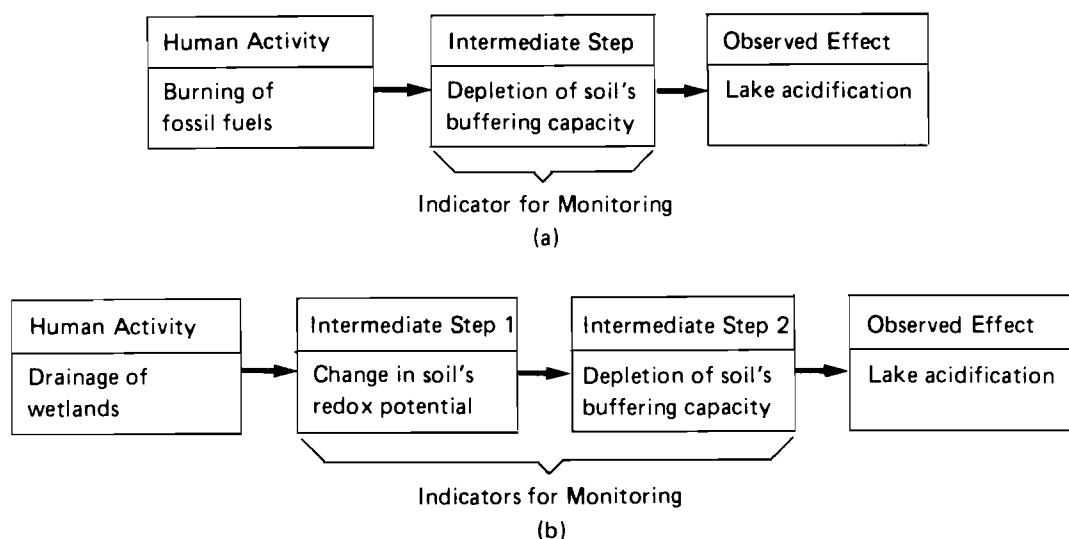 Human Activity
Burning of
fossil fuels
Intermediate Step
Depletion of soil's
buffering capacity
Observed Effect
Lake acidification
Indicator for Monitoring
(a)
Human Activity
Drainage of
wetlands
Intermediate Step 1
Change in soil's
redox potential
Intermediate Step 2
Depletion of soil's
buffering capacity
Observed Effect
Lake acidification
Indicators for Monitoring
(b)